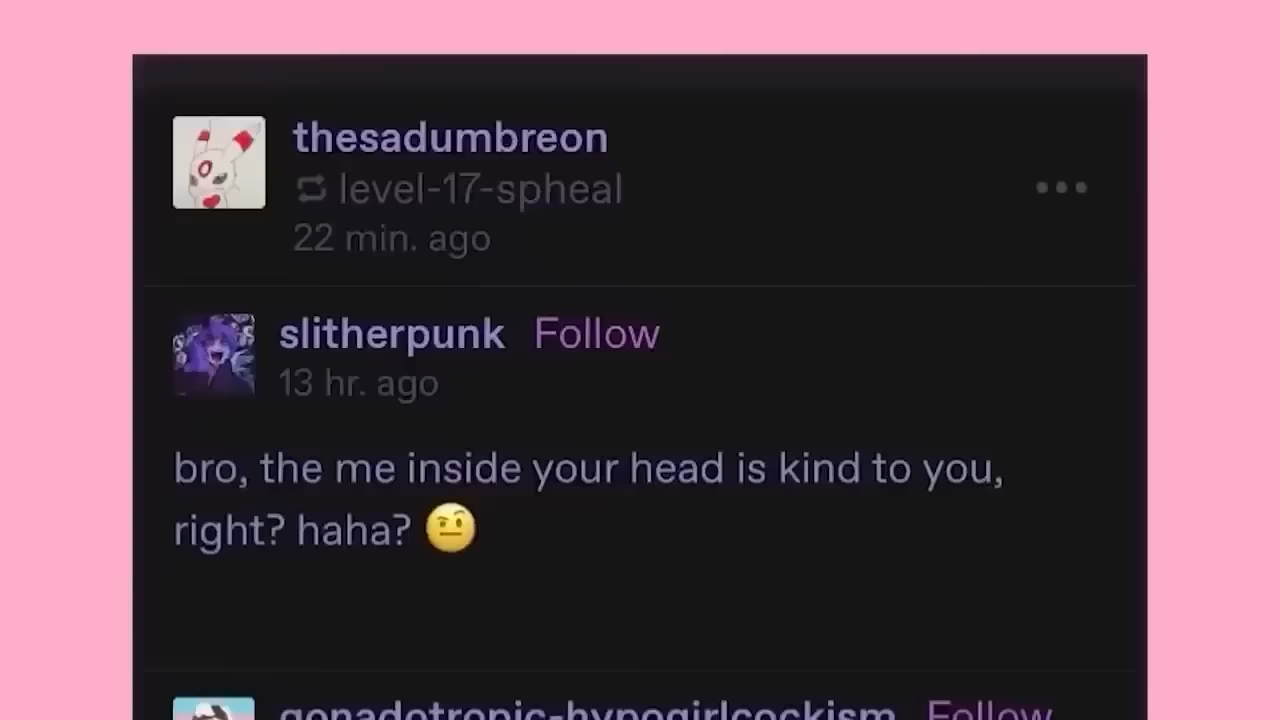 thesadumbreon
level-17-spheal
22 min. ago
slitherpunk Follow
13 hr. ago
bro, the me inside your head is kind to you,
right? haha? 🤨
gonadotropic-hypogirlcockism Follow